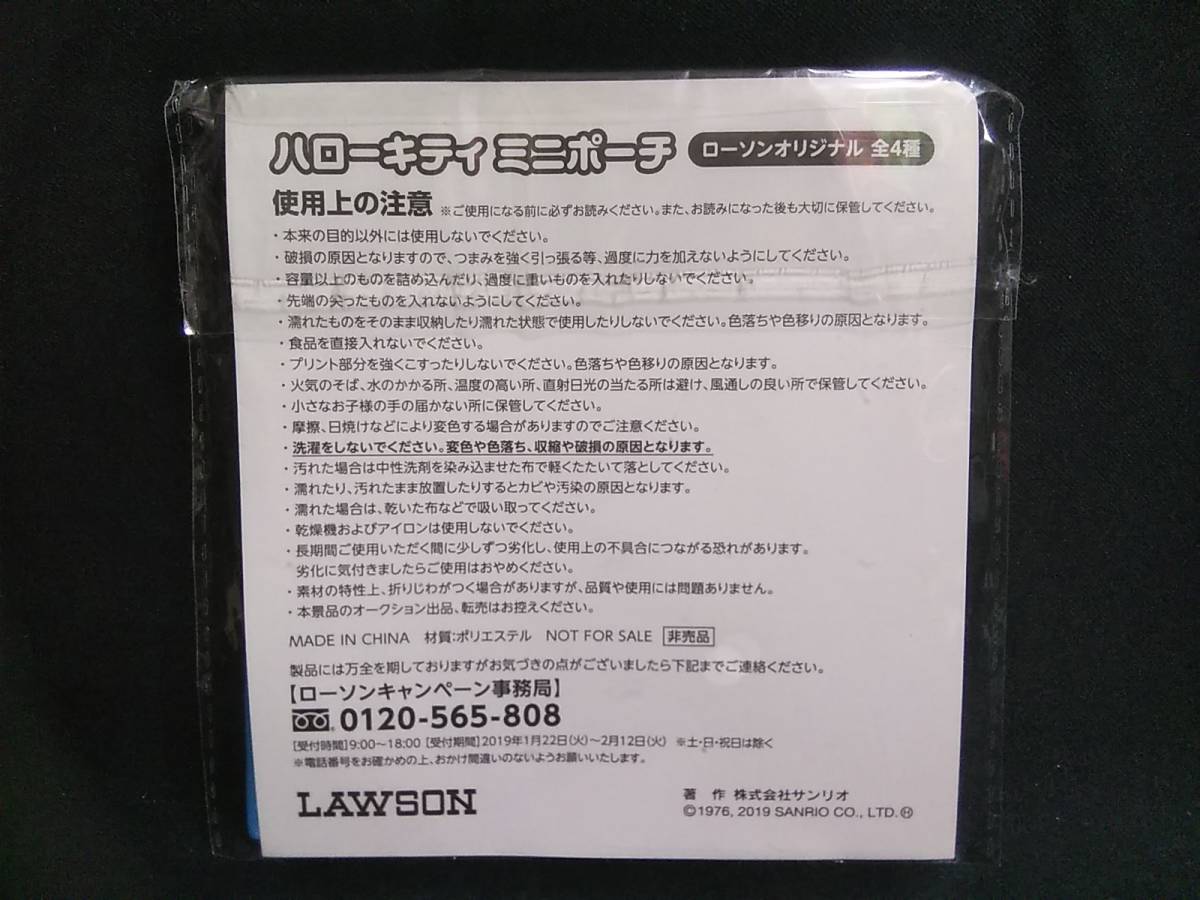 ハローキティ ミニポーチ ローソンオリジナル 全4種
使用上の注意 ※ご使用になる前に必ずお読みください。また、お読みになった後も大切に保管してください。
・本来の目的以外には使用しないでください。
・破損の原因となりますので、つまみを強く引っ張る等、過度に力を加えないようにしてください。
・容量以上のものを詰め込んだり、過度に重いものを入れたりしないでください。
・先端の尖ったものを入れないようにしてください。
・濡れたものをそのまま収納したり濡れた状態で使用したりしないでください。色落ちや色移りの原因となります。
・食品を直接入れないでください。
・プリント部分を強くこすったりしないでください。色落ちや色移りの原因となります。
・火気のそば、水のかかる所、温度の高い所、直射日光の当たる所は避け、風通しの良い所で保管してください。
・小さなお子様の手の届かない所に保管してください。
・摩擦、日焼けなどにより変色する場合がありますのでご注意ください。
・洗濯をしないでください。変色や色落ち、収縮や破損の原因となります。
・汚れた場合は中性洗剤を染み込ませた布で軽くたたいて落としてください。
・濡れたり、汚れたまま放置したりするとカビや汚染の原因となります。
・濡れた場合は、乾いた布などで吸い取ってください。
・乾燥機およびアイロンは使用しないでください。
・長期間ご使用いただく間に少しずつ劣化し、使用上の不具合につながる恐れがあります。
劣化に気付きましたらご使用はおやめください。
・素材の特性上、折りじわがつく場合がありますが、品質や使用には問題ありません。
・本景品のオークション出品、転売はお控えください。
MADE IN CHINA 材質:ポリエステル NOT FOR SALE 非売品
製品には万全を期しておりますがお気づきの点がございましたら下記までご連絡ください。
【ローソンキャンペーン事務局】
0120-565-808
[受付時間]9:00〜18:00 [受付期間]2019年1月22日(火)〜2月12日(火) ※土・日・祝日は除く
※電話番号をお確かめの上、おかけ間違いのないようお願いいたします。
LAWSON
著 作 株式会社サンリオ
©1976, 2019 SANRIO CO., LTD. Ⓗ